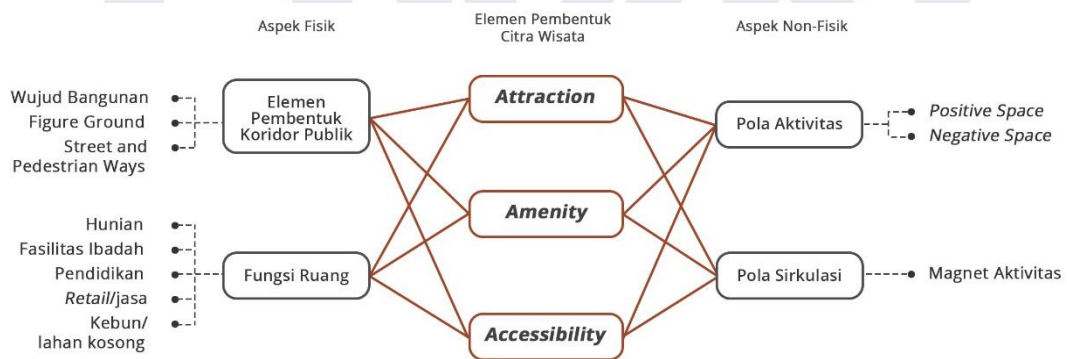 Aspek Fisik
Elemen Pembentuk
Citra Wisata
Aspek Non-Fisik
Wujud Bangunan
Figure Ground
Street and
Pedestrian Ways
Elemen
Pembentuk
Koridor Publik
Attraction
Pola Aktivitas
Positive Space
Negative Space
Amenity
Hunian
Fasilitas Ibadah
Pendidikan
Retail/jasa
Kebun/
lahan kosong
Fungsi Ruang
Accessibility
Pola Sirkulasi
Magnet Aktivitas